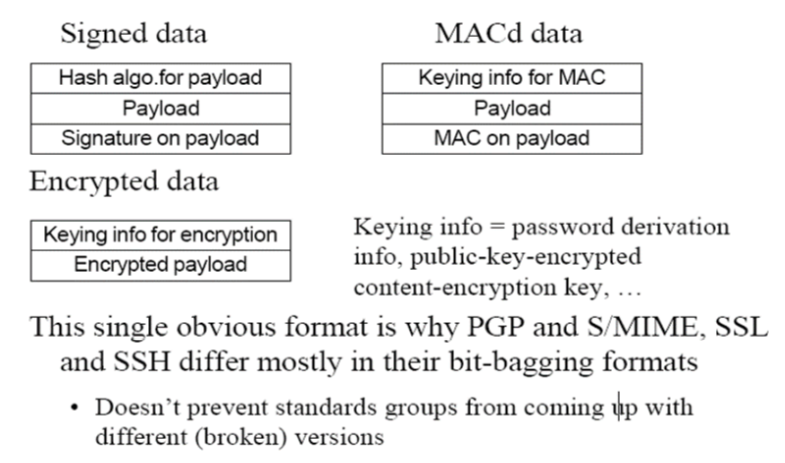 Signed data
Hash algo.for payload
Payload
Signature on payload
MACd data
Keying info for MAC
Payload
MAC on payload
Encrypted data
Keying info for encryption
Encrypted payload
Keying info = password derivation
info, public-key-encrypted
content-encryption key, …
This single obvious format is why PGP and S/MIME, SSL
and SSH differ mostly in their bit-bagging formats
• Doesn’t prevent standards groups from coming up with
different (broken) versions